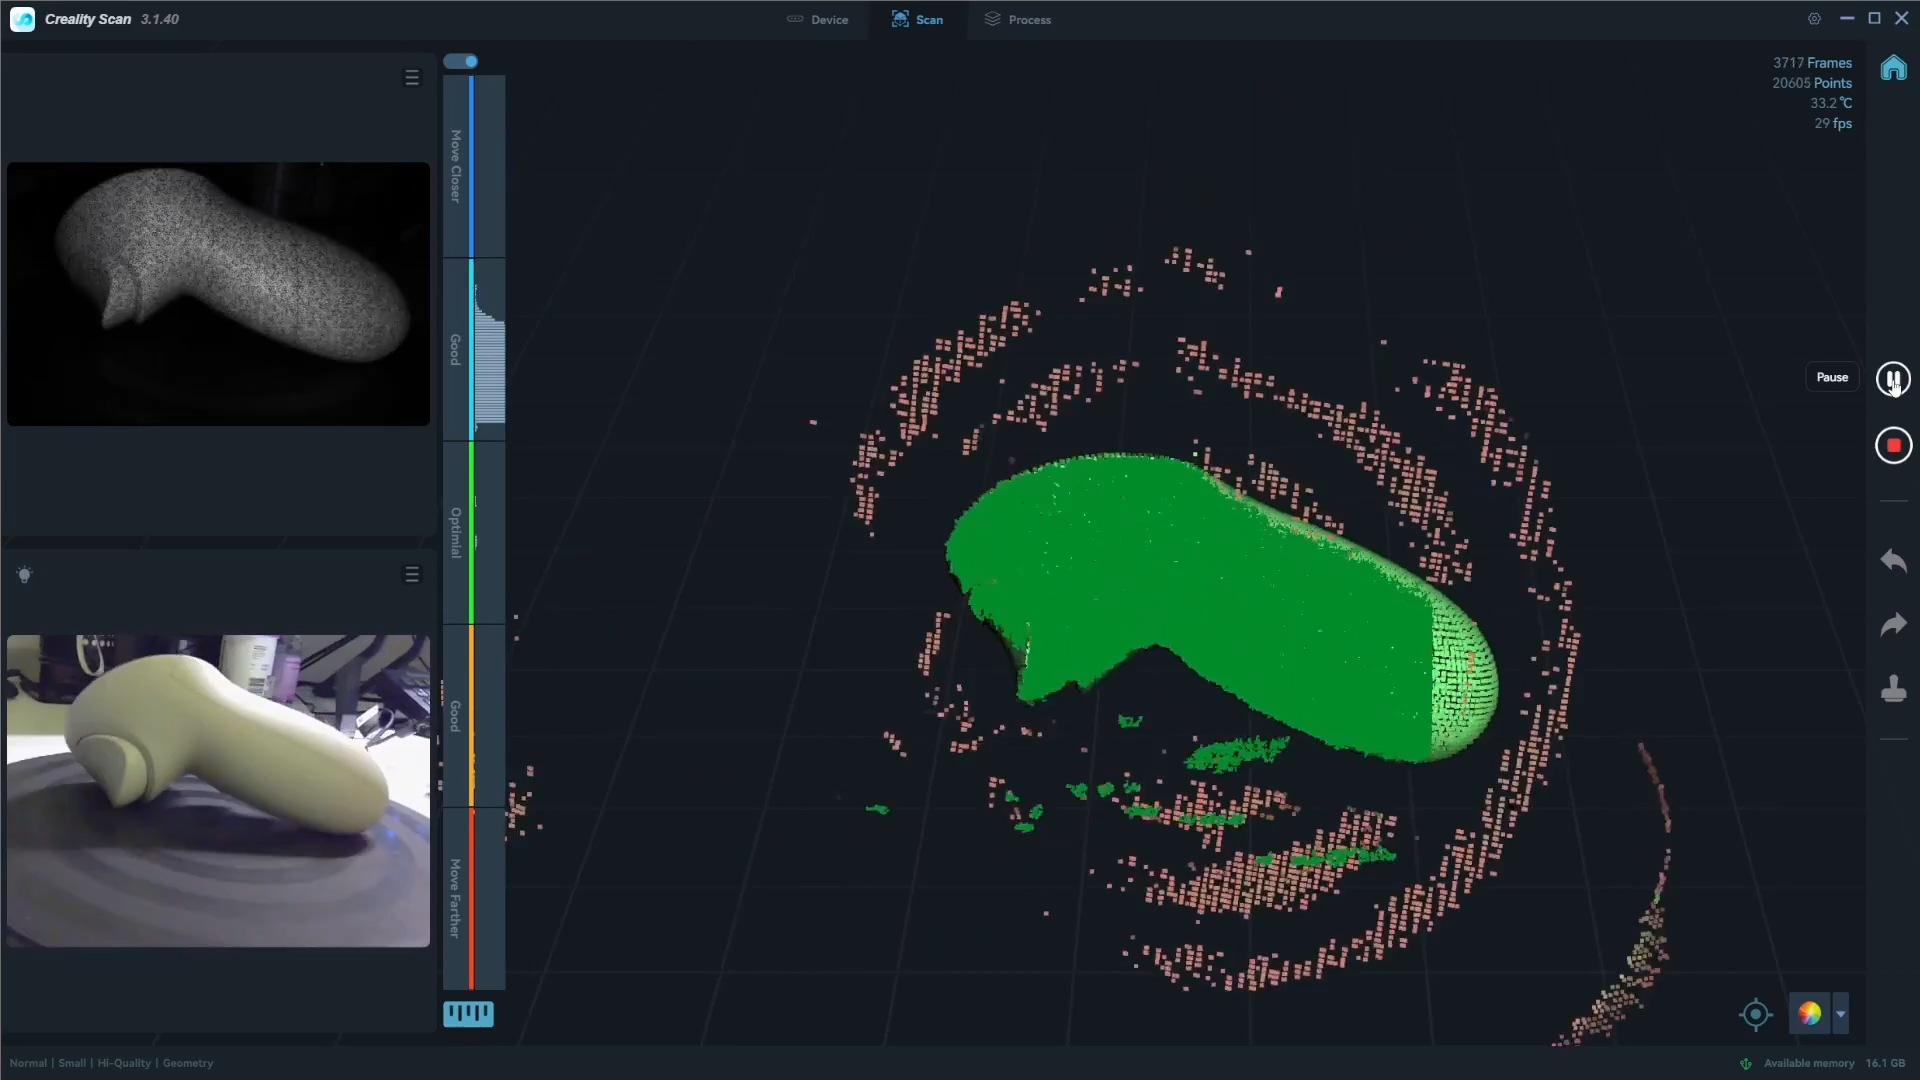 Creality Scan 3.1.40
Device
Scan
Process
3717 Frames
20605 Points
33.2 ℃
29 fps
Move Closer
Good
Optimial
Good
Move Farther
Pause
Normal | Small | Hi-Quality | Geometry
Available memory 16.1 GB